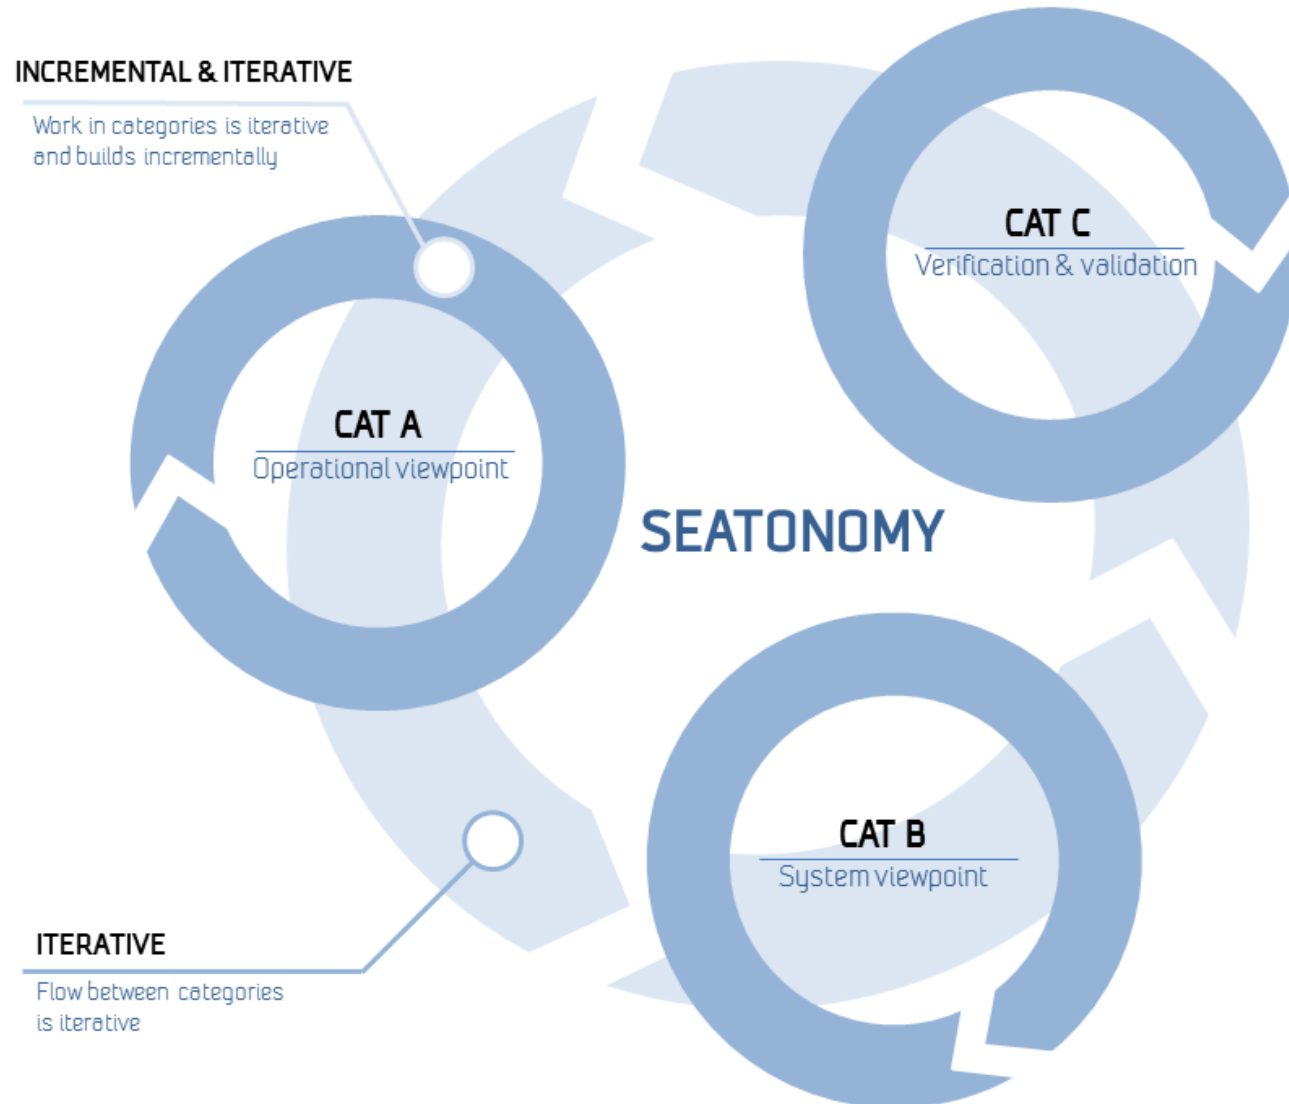 INCREMENTAL & ITERATIVE
Work in categories is iterative
and builds incrementally
CAT C
Verification & validation
CAT A
Operational viewpoint
SEATONOMY
CAT B
System viewpoint
ITERATIVE
Flow between categories
is iterative